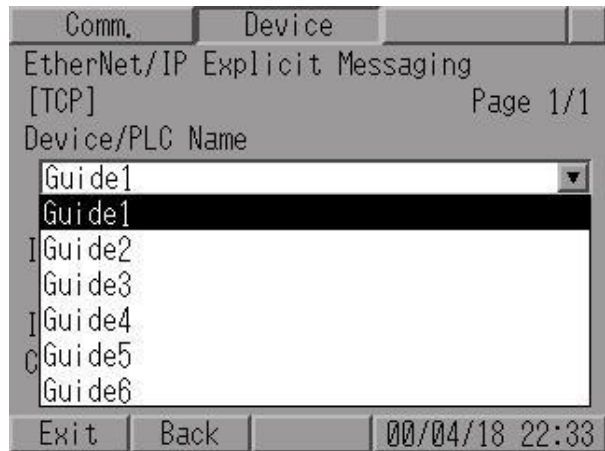 Comm. Device
EtherNet/IP Explicit Messaging
[TCP] Page 1/1
Device/PLC Name
Guide1
Guide1
I Guide2
Guide3
I Guide4
C Guide5
Guide6
Exit Back 00/04/18 22:33